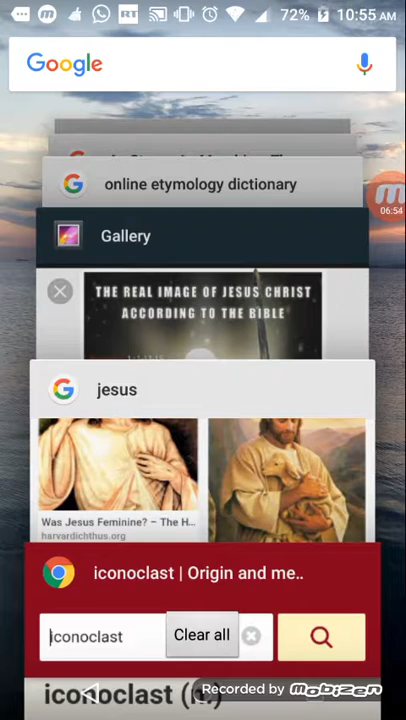 RT
72%
10:55 AM
Google
online etymology dictionary
06:54
Gallery
THE REAL IMAGE OF JESUS CHRIST
ACCORDING TO THE BIBLE
jesus
Was Jesus Feminine? – The H...
harvardichthus.org
iconoclast | Origin and me..
iconoclast
Clear all
iconoclast (n.)
Recorded by mobizen